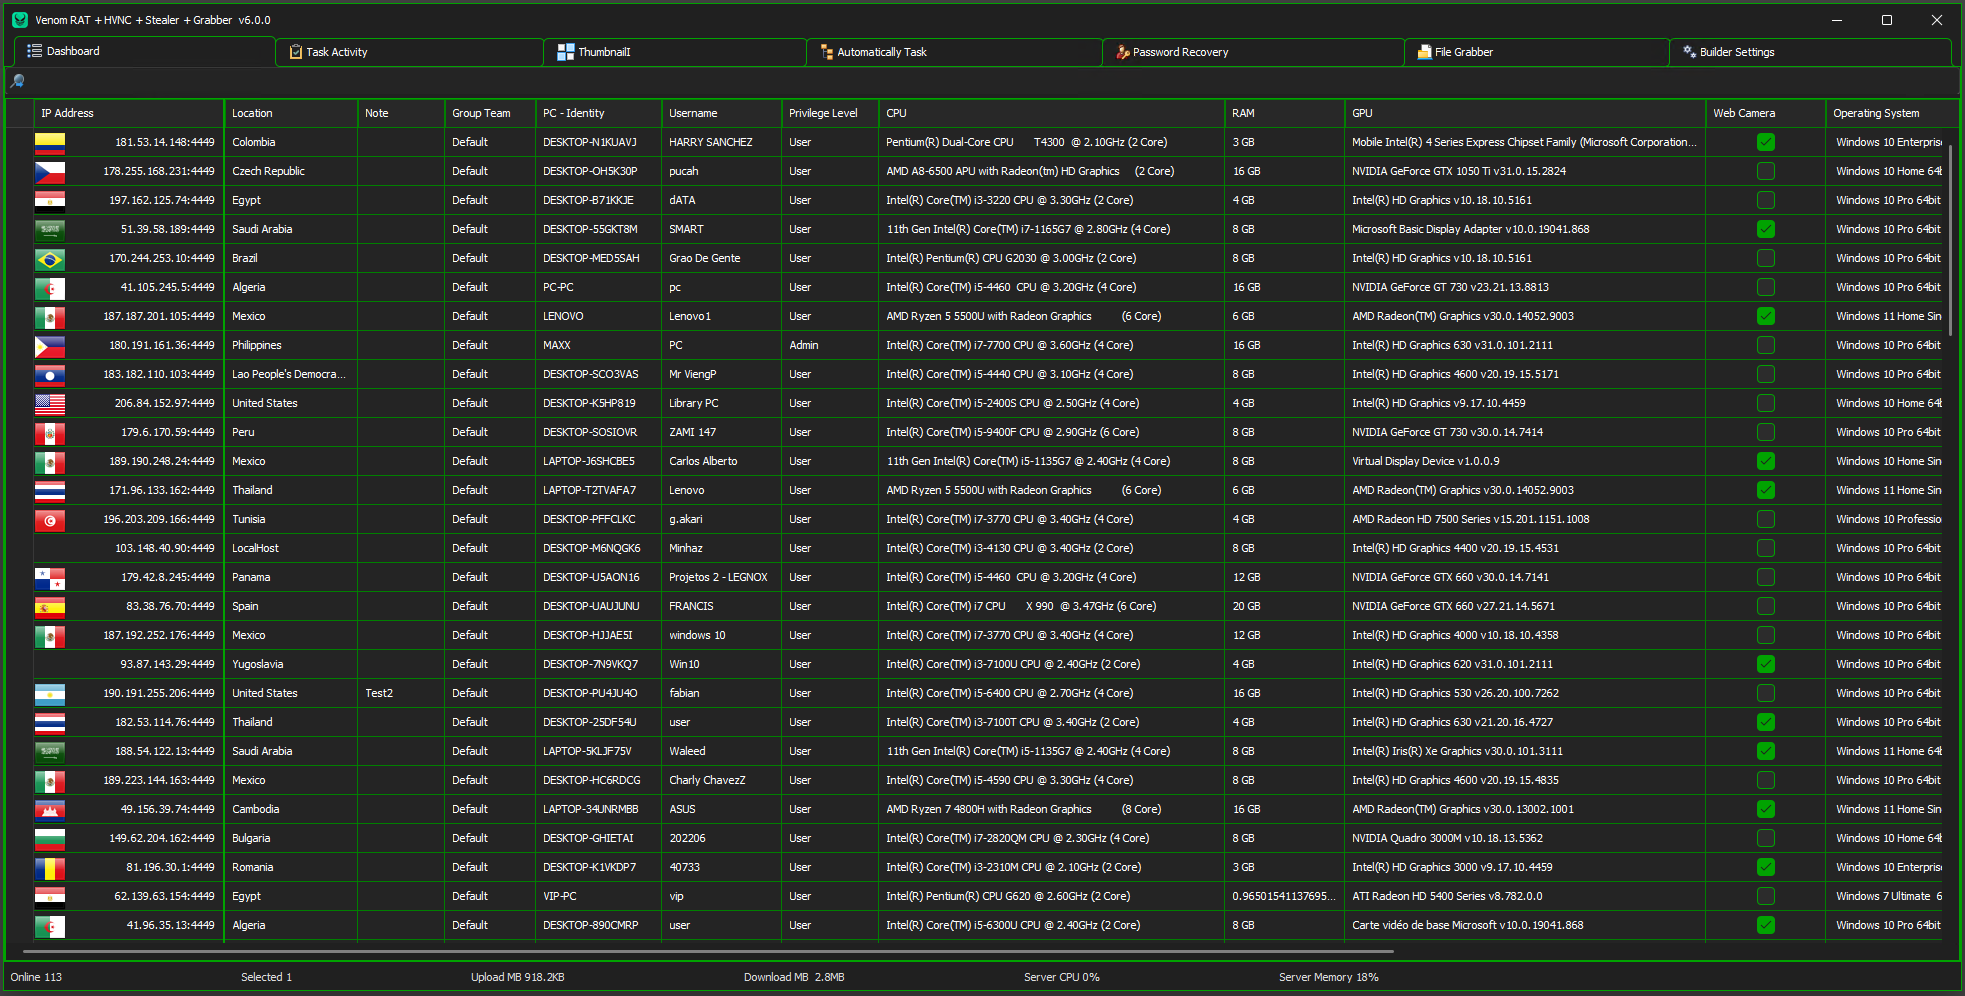 Venom RAT + HVNC + Stealer + Grabber v6.0.0
Dashboard Task Activity Thumbnaill Automatically Task Password Recovery File Grabber Builder Settings
IP Address Location Note Group Team PC - Identity Username Privilege Level CPU RAM GPU Web Camera Operating System
181.53.14.148:4449 Colombia Default DESKTOP-N1KUAVJ HARRY SANCHEZ User Pentium(R) Dual-Core CPU T4300 @ 2.10GHz (2 Core) 3 GB Mobile Intel(R) 4 Series Express Chipset Family (Microsoft Corporation... Windows 10 Enterprise
178.255.168.231:4449 Czech Republic Default DESKTOP-OH5K30P pucah User AMD A8-6500 APU with Radeon(tm) HD Graphics (2 Core) 16 GB NVIDIA GeForce GTX 1050 Ti v31.0.15.2824 Windows 10 Home 64b
197.162.125.74:4449 Egypt Default DESKTOP-B71KKJE dATA User Intel(R) Core(TM) i3-3220 CPU @ 3.30GHz (2 Core) 4 GB Intel(R) HD Graphics v10.18.10.5161 Windows 10 Pro 64bit
51.39.58.189:4449 Saudi Arabia Default DESKTOP-55GKT8M SMART User 11th Gen Intel(R) Core(TM) i7-1165G7 @ 2.80GHz (4 Core) 8 GB Microsoft Basic Display Adapter v10.0.19041.868 Windows 10 Pro 64bit
170.244.253.10:4449 Brazil Default DESKTOP-MED5SAH Grao De Gente User Intel(R) Pentium(R) CPU G2030 @ 3.00GHz (2 Core) 8 GB Intel(R) HD Graphics v10.18.10.5161 Windows 10 Pro 64bit
41.105.245.5:4449 Algeria Default PC-PC pc User Intel(R) Core(TM) i5-4460 CPU @ 3.20GHz (4 Core) 16 GB NVIDIA GeForce GT 730 v23.21.13.8813 Windows 10 Pro 64bit
187.187.201.105:4449 Mexico Default LENOVO Lenovo1 User AMD Ryzen 5 5500U with Radeon Graphics (6 Core) 6 GB AMD Radeon(TM) Graphics v30.0.14052.9003 Windows 11 Home Sin
180.191.161.36:4449 Philippines Default MAXX PC Admin Intel(R) Core(TM) i7-7700 CPU @ 3.60GHz (4 Core) 16 GB Intel(R) HD Graphics 630 v31.0.101.2111 Windows 10 Pro 64bit
183.182.110.103:4449 Lao People's Democra... Default DESKTOP-SCO3VAS Mr ViengP User Intel(R) Core(TM) i5-4440 CPU @ 3.10GHz (4 Core) 8 GB Intel(R) HD Graphics 4600 v20.19.15.5171 Windows 10 Pro 64bit
206.84.152.97:4449 United States Default DESKTOP-K5HP819 Library PC User Intel(R) Core(TM) i5-2400S CPU @ 2.50GHz (4 Core) 4 GB Intel(R) HD Graphics v9.17.10.4459 Windows 10 Home 64b
179.6.170.59:4449 Peru Default DESKTOP-SOSIOVR ZAMI 147 User Intel(R) Core(TM) i5-9400F CPU @ 2.90GHz (6 Core) 8 GB NVIDIA GeForce GT 730 v30.0.14.7414 Windows 10 Pro 64bit
189.190.248.24:4449 Mexico Default LAPTOP-J6SHCBE5 Carlos Alberto User 11th Gen Intel(R) Core(TM) i5-1135G7 @ 2.40GHz (4 Core) 8 GB Virtual Display Device v1.0.0.9 Windows 10 Home Sin
171.96.133.162:4449 Thailand Default LAPTOP-T2TVAFA7 Lenovo User AMD Ryzen 5 5500U with Radeon Graphics (6 Core) 6 GB AMD Radeon(TM) Graphics v30.0.14052.9003 Windows 11 Home Sin
196.203.209.166:4449 Tunisia Default DESKTOP-PFFCLKC g.akari User Intel(R) Core(TM) i7-3770 CPU @ 3.40GHz (4 Core) 4 GB AMD Radeon HD 7500 Series v15.201.1151.1008 Windows 10 Professio
103.148.40.90:4449 LocalHost Default DESKTOP-M6NQGK6 Minhaz User Intel(R) Core(TM) i3-4130 CPU @ 3.40GHz (2 Core) 8 GB Intel(R) HD Graphics 4400 v20.19.15.4531 Windows 10 Pro 64bit
179.42.8.245:4449 Panama Default DESKTOP-U5AON16 Projetos 2 - LEGNOX User Intel(R) Core(TM) i5-4460 CPU @ 3.20GHz (4 Core) 12 GB NVIDIA GeForce GTX 660 v30.0.14.7141 Windows 10 Pro 64bit
83.38.76.70:4449 Spain Default DESKTOP-UAUJUNU FRANCIS User Intel(R) Core(TM) i7 CPU X 990 @ 3.47GHz (6 Core) 20 GB NVIDIA GeForce GTX 660 v27.21.14.5671 Windows 10 Pro 64bit
187.192.252.176:4449 Mexico Default DESKTOP-HJJAE5I windows 10 User Intel(R) Core(TM) i7-3770 CPU @ 3.40GHz (4 Core) 12 GB Intel(R) HD Graphics 4000 v10.18.10.4358 Windows 10 Pro 64bit
93.87.143.29:4449 Yugoslavia Default DESKTOP-7N9VKQ7 Win10 User Intel(R) Core(TM) i3-7100U CPU @ 2.40GHz (2 Core) 4 GB Intel(R) HD Graphics 620 v31.0.101.2111 Windows 10 Pro 64bit
190.191.255.206:4449 United States Test2 Default DESKTOP-PU4JU4O fabian User Intel(R) Core(TM) i5-6400 CPU @ 2.70GHz (4 Core) 16 GB Intel(R) HD Graphics 530 v26.20.100.7262 Windows 10 Pro 64bit
182.53.114.76:4449 Thailand Default DESKTOP-25DF54U user User Intel(R) Core(TM) i3-7100T CPU @ 3.40GHz (2 Core) 4 GB Intel(R) HD Graphics 630 v21.20.16.4727 Windows 10 Pro 64bit
188.54.122.13:4449 Saudi Arabia Default LAPTOP-5KLJF75V Waleed User 11th Gen Intel(R) Core(TM) i5-1135G7 @ 2.40GHz (4 Core) 8 GB Intel(R) Iris(R) Xe Graphics v30.0.101.3111 Windows 11 Home 64b
189.223.144.163:4449 Mexico Default DESKTOP-HC6RDCG Charly ChavezZ User Intel(R) Core(TM) i5-4590 CPU @ 3.30GHz (4 Core) 8 GB Intel(R) HD Graphics 4600 v20.19.15.4835 Windows 10 Pro 64bit
49.156.39.74:4449 Cambodia Default LAPTOP-34UNRMBB ASUS User AMD Ryzen 7 4800H with Radeon Graphics (8 Core) 16 GB AMD Radeon(TM) Graphics v30.0.13002.1001 Windows 11 Home Sin
149.62.204.162:4449 Bulgaria Default DESKTOP-GHIETAI 202206 User Intel(R) Core(TM) i7-2820QM CPU @ 2.30GHz (4 Core) 8 GB NVIDIA Quadro 3000M v10.18.13.5362 Windows 10 Home 64b
81.196.30.1:4449 Romania Default DESKTOP-K1VKDP7 40733 User Intel(R) Core(TM) i3-2310M CPU @ 2.10GHz (2 Core) 3 GB Intel(R) HD Graphics 3000 v9.17.10.4459 Windows 10 Enterprise
62.139.63.154:4449 Egypt Default VIP-PC vip User Intel(R) Pentium(R) CPU G620 @ 2.60GHz (2 Core) 0.96501541137695... ATI Radeon HD 5400 Series v8.782.0.0 Windows 7 Ultimate 6
41.96.35.13:4449 Algeria Default DESKTOP-890CMRP user User Intel(R) Core(TM) i5-6300U CPU @ 2.40GHz (2 Core) 8 GB Carte vidéo de base Microsoft v10.0.19041.868 Windows 10 Pro 64bit
Online 113 Selected 1 Upload MB 918.2KB Download MB 2.8MB Server CPU 0% Server Memory 18%